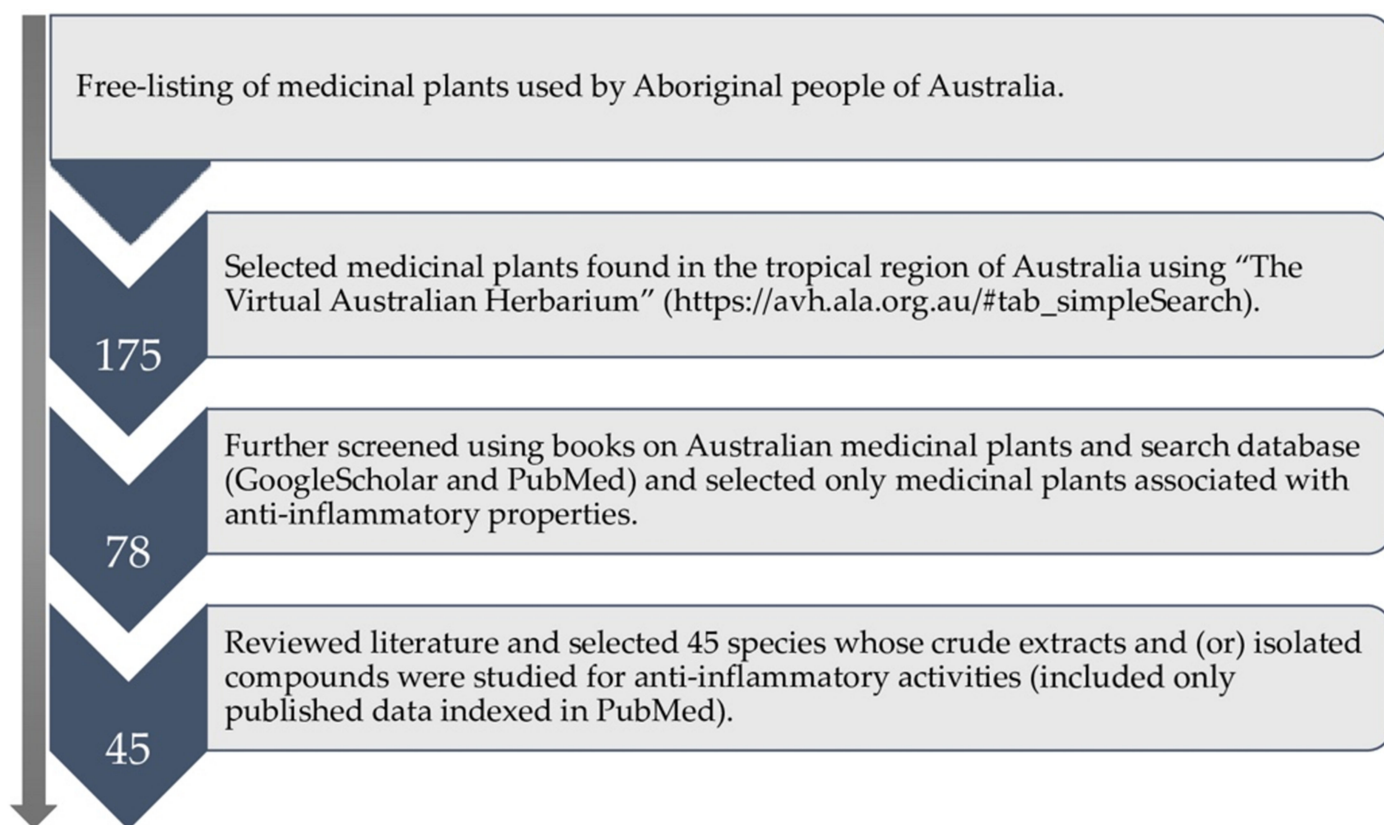 Free-listing of medicinal plants used by Aboriginal people of Australia.
Selected medicinal plants found in the tropical region of Australia using “The
Virtual Australian Herbarium” (https://avh.ala.org.au/#tab_simpleSearch).
175
Further screened using books on Australian medicinal plants and search database
(GoogleScholar and PubMed) and selected only medicinal plants associated with
anti-inflammatory properties.
78
Reviewed literature and selected 45 species whose crude extracts and (or) isolated
compounds were studied for anti-inflammatory activities (included only
published data indexed in PubMed).
45